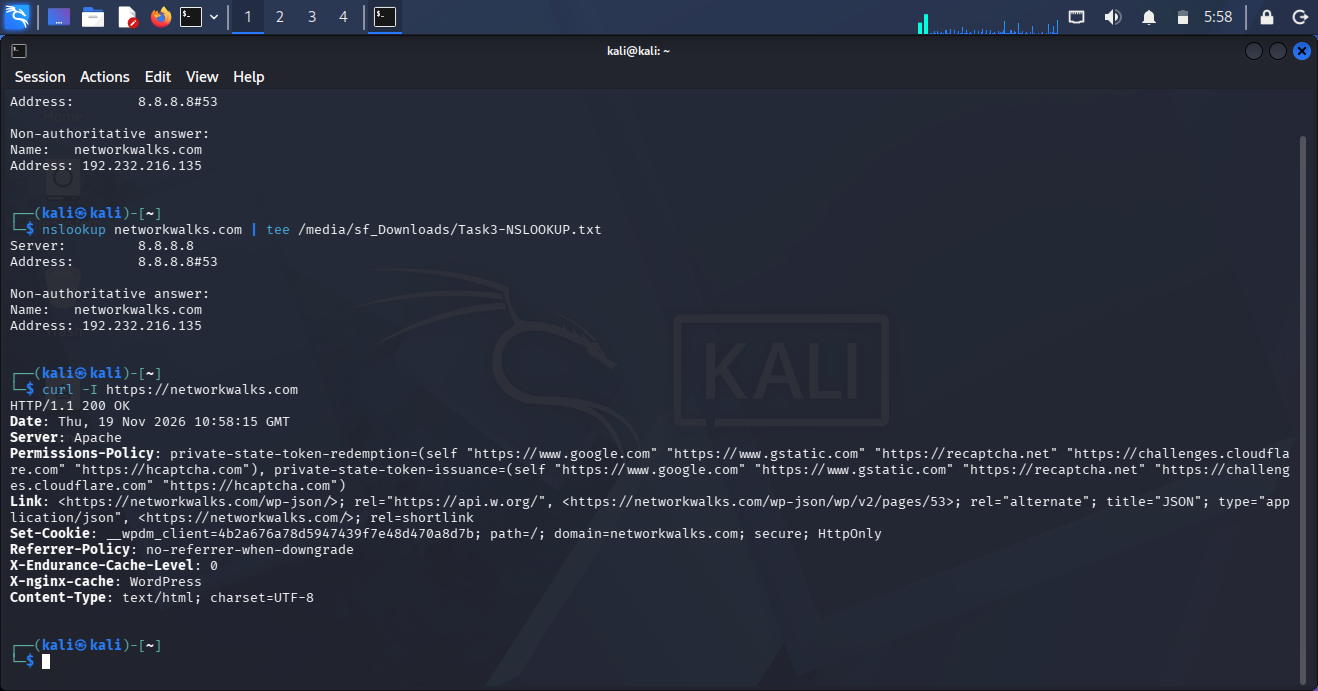 1 2 3 4 5:58
kali@kali: ~
Session Actions Edit View Help
Address:        8.8.8.8#53
Non-authoritative answer:
Name:   networkwalks.com
Address: 192.232.216.135
┌──(kali㉿kali)-[~]
└─$ nslookup networkwalks.com | tee /media/sf_Downloads/Task3-NSLOOKUP.txt
Server:         8.8.8.8
Address:        8.8.8.8#53
Non-authoritative answer:
Name:   networkwalks.com
Address: 192.232.216.135
┌──(kali㉿kali)-[~]
└─$ curl -I https://networkwalks.com
HTTP/1.1 200 OK
Date: Thu, 19 Nov 2026 10:58:15 GMT
Server: Apache
Permissions-Policy: private-state-token-redemption=(self "https://www.google.com" "https://www.gstatic.com" "https://recaptcha.net" "https://challenges.cloudfla
re.com" "https://hcaptcha.com"), private-state-token-issuance=(self "https://www.google.com" "https://www.gstatic.com" "https://recaptcha.net" "https://challeng
es.cloudflare.com" "https://hcaptcha.com")
Link: <https://networkwalks.com/wp-json/>; rel="https://api.w.org/", <https://networkwalks.com/wp-json/wp/v2/pages/53>; rel="alternate"; title="JSON"; type="app
lication/json", <https://networkwalks.com/>; rel=shortlink
Set-Cookie: __wpdm_client=4b2a676a78d5947439f7e48d470a8d7b; path=/; domain=networkwalks.com; secure; HttpOnly
Referrer-Policy: no-referrer-when-downgrade
X-Endurance-Cache-Level: 0
X-nginx-cache: WordPress
Content-Type: text/html; charset=UTF-8
┌──(kali㉿kali)-[~]
└─$
KALI